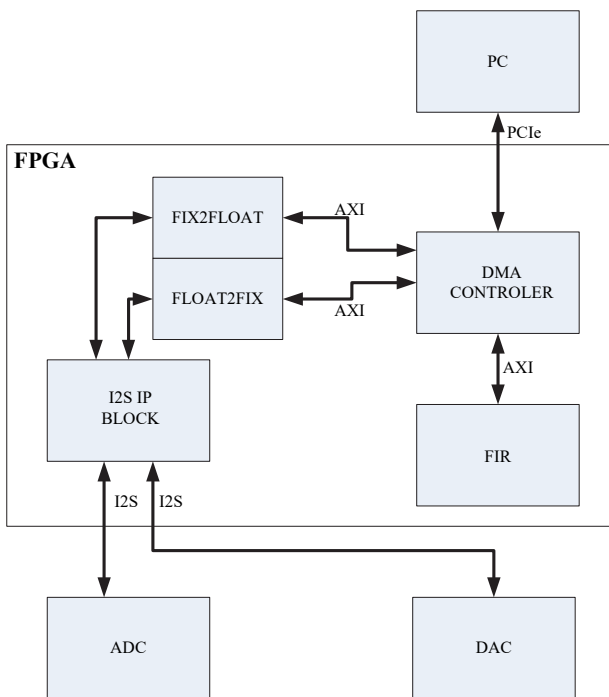 PC
PCIe
FPGA
FIX2FLOAT
AXI
DMA
CONTROLER
FLOAT2FIX
AXI
I2S IP
BLOCK
AXI
FIR
I2S
I2S
ADC
DAC